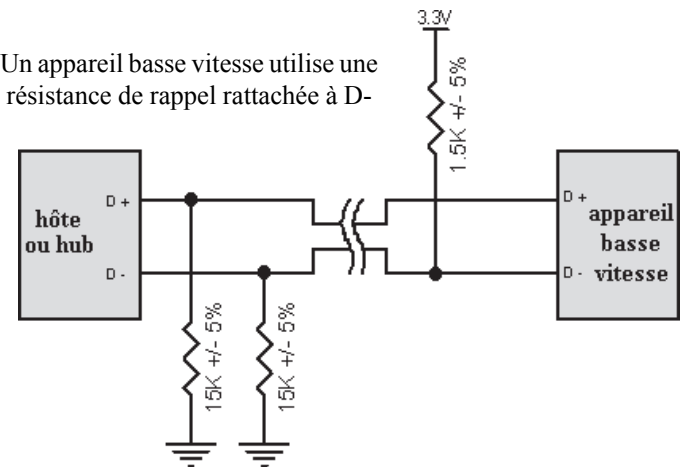 3.3V
Un appareil basse vitesse utilise une
résistance de rappel rattachée à D-
1.5K +/- 5%
hôte
ou hub
D +
D -
D +
D -
appareil
basse
vitesse
15K +/- 5%
15K +/- 5%